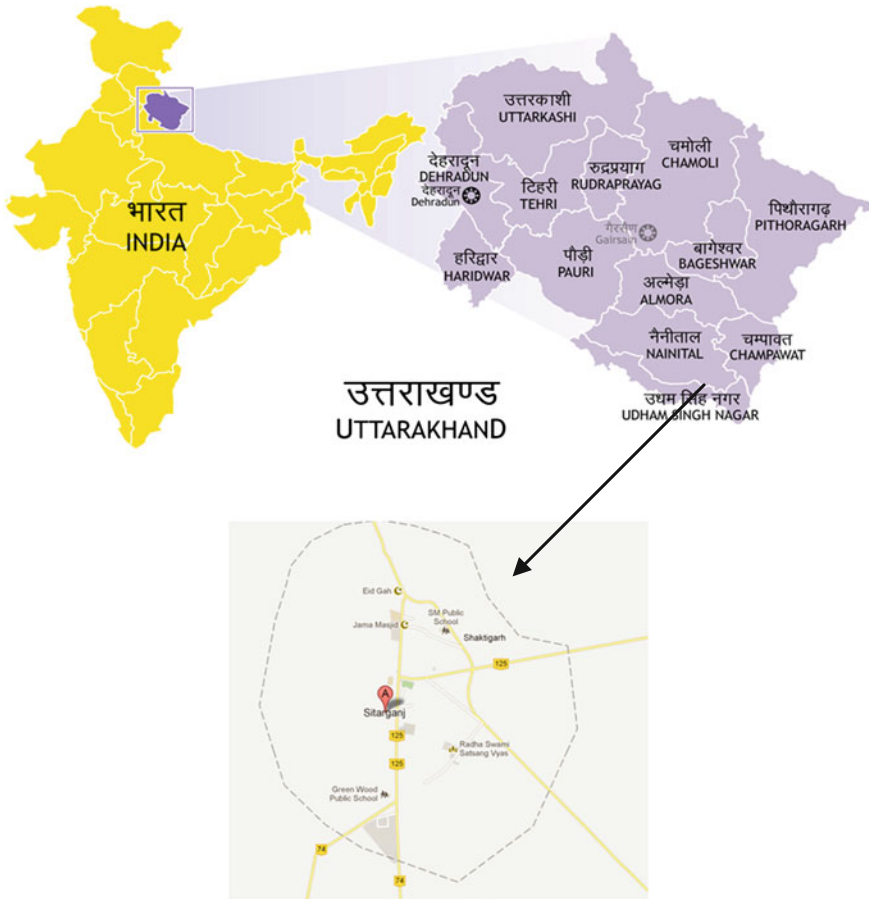 भारत
INDIA
उत्तरकाशी
UTTARKASHI
चमोली
CHAMOLI
देहरादून
DEHRADUN
देहरादून
Dehradun
टिहरी
TEHRI
रुद्रप्रयाग
RUDRAPRAYAG
पिथौरागढ़
PITHORAGARH
हरिद्वार
HARIDWAR
पौड़ी
PAURI
गैरसैंण
Gairsain
बागेश्वर
BAGESHWAR
अल्मेड़ा
ALMORA
नैनीताल
NAINITAL
चम्पावत
CHAMPAWAT
उधम सिंह नगर
UDHAM SINGH NAGAR
उत्तराखण्ड
UTTARAKHAND
Eid Gah
SM Public
School
Jama Masjid
Shaktigarh
125
A
Sitarganj
125
Radha Swami
Satsang Vyas
125
Green Wood
Public School
74
74